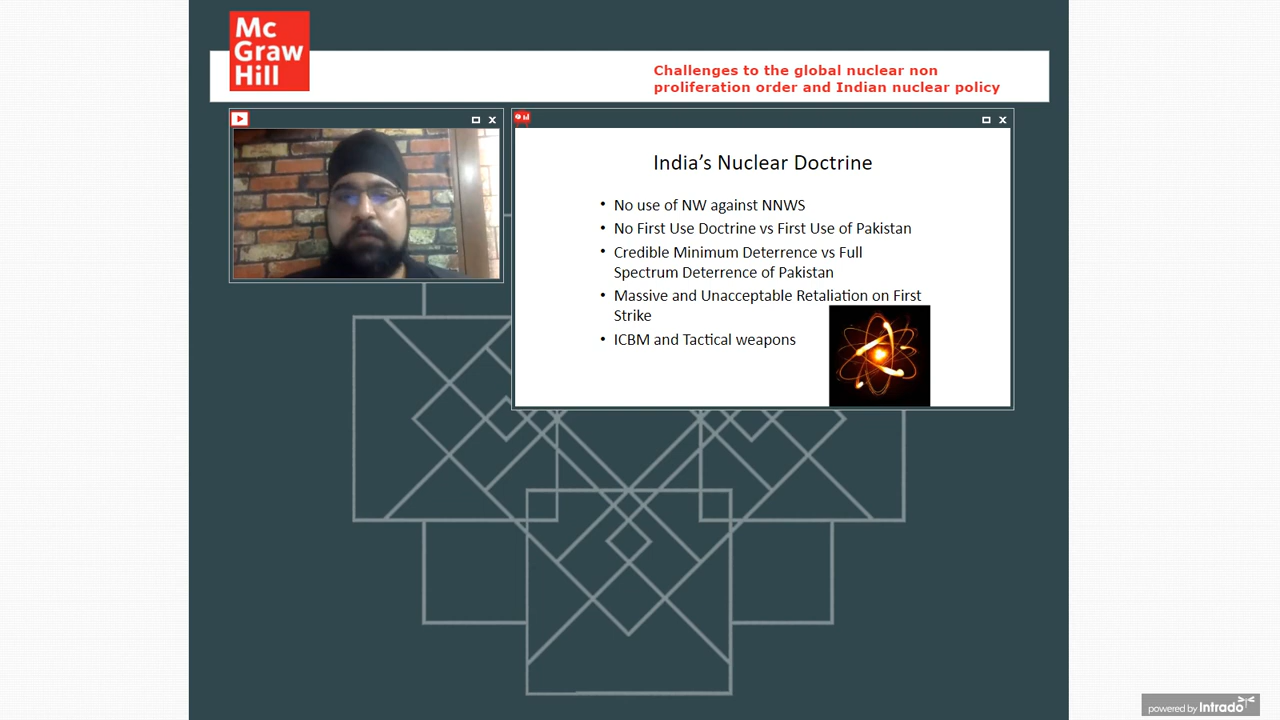 Mc
Graw
Hill
Challenges to the global nuclear non
proliferation order and Indian nuclear policy
India’s Nuclear Doctrine
• No use of NW against NNWS
• No First Use Doctrine vs First Use of Pakistan
• Credible Minimum Deterrence vs Full
Spectrum Deterrence of Pakistan
• Massive and Unacceptable Retaliation on First
Strike
• ICBM and Tactical weapons
powered by Intrado